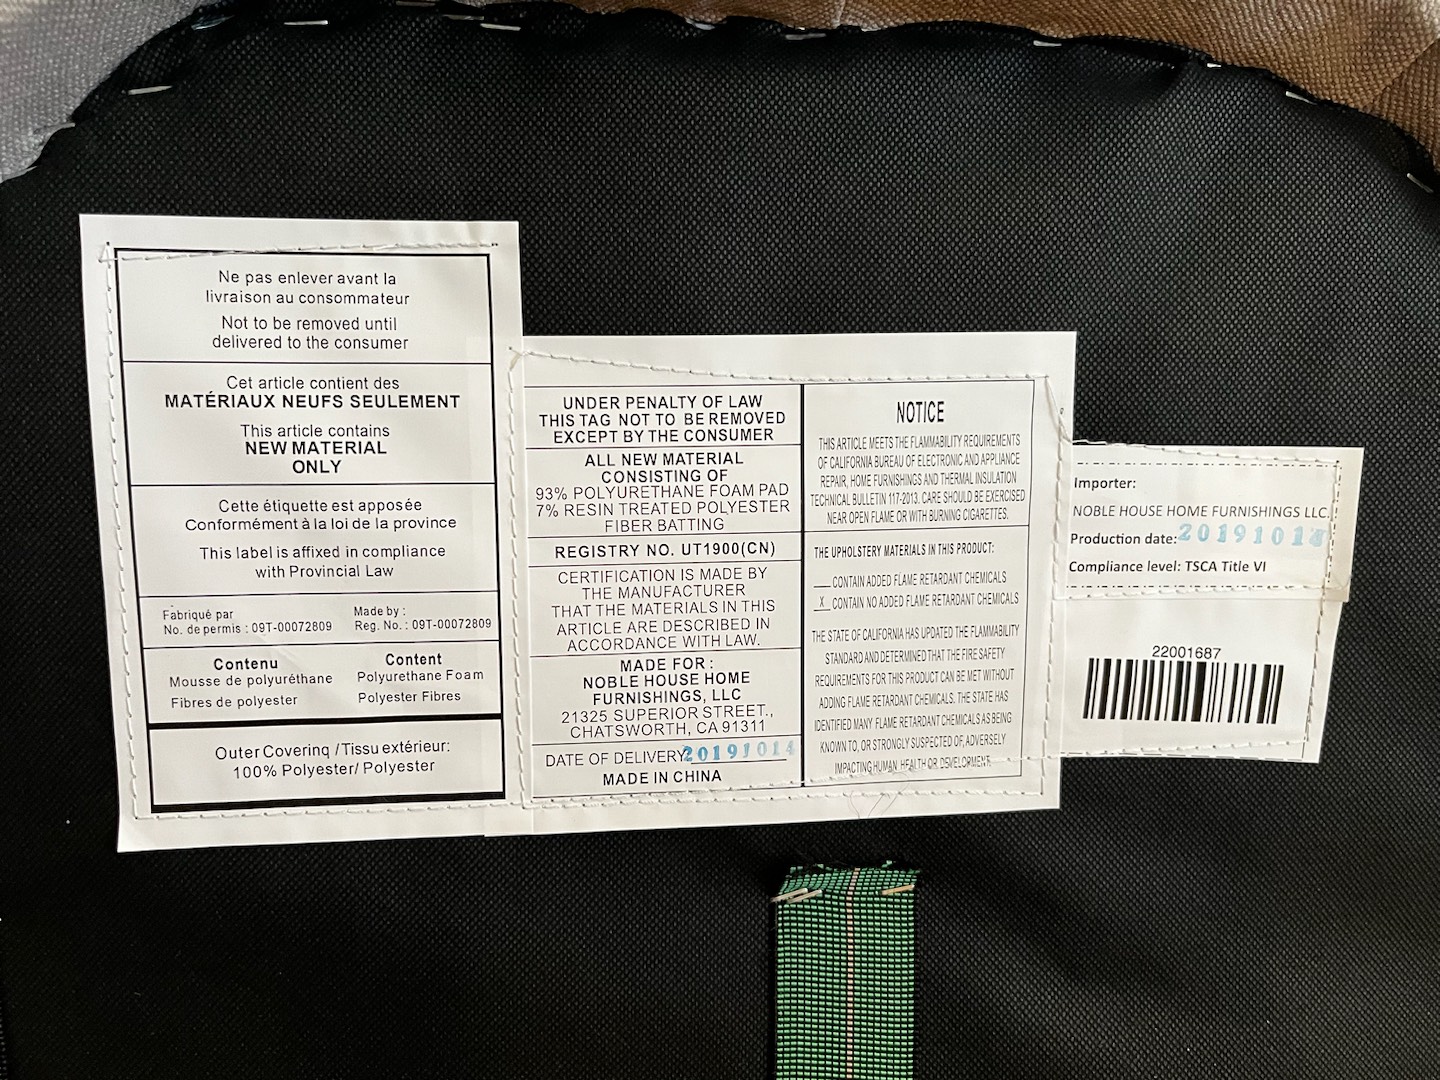 Ne pas enlever avant la
livraison au consommateur
Not to be removed until
delivered to the consumer
Cet article contient des
MATÉRIAUX NEUFS SEULEMENT
This article contains
NEW MATERIAL
ONLY
Cette étiquette est apposée
Conformément à la loi de la province
This label is affixed in compliance
with Provincial Law
Fabriqué par
No. de permis : 09T-00072809
Made by :
Reg. No. : 09T-00072809
Contenu
Mousse de polyuréthane
Fibres de polyester
Content
Polyurethane Foam
Polyester Fibres
Outer Covering /Tissu extérieur:
100% Polyester/ Polyester
UNDER PENALTY OF LAW
THIS TAG NOT TO BE REMOVED
EXCEPT BY THE CONSUMER
ALL NEW MATERIAL
CONSISTING OF
93% POLYURETHANE FOAM PAD
7% RESIN TREATED POLYESTER
FIBER BATTING
REGISTRY NO. UT1900(CN)
CERTIFICATION IS MADE BY
THE MANUFACTURER
THAT THE MATERIALS IN THIS
ARTICLE ARE DESCRIBED IN
ACCORDANCE WITH LAW.
MADE FOR :
NOBLE HOUSE HOME
FURNISHINGS, LLC
21325 SUPERIOR STREET.,
CHATSWORTH, CA 91311
DATE OF DELIVERY 20191014
MADE IN CHINA
NOTICE
THIS ARTICLE MEETS THE FLAMMABILITY REQUIREMENTS
OF CALIFORNIA BUREAU OF ELECTRONIC AND APPLIANCE
REPAIR, HOME FURNISHINGS AND THERMAL INSULATION
TECHNICAL BULLETIN 117-2013. CARE SHOULD BE EXERCISED
NEAR OPEN FLAME OR WITH BURNING CIGARETTES.
THE UPHOLSTERY MATERIALS IN THIS PRODUCT:
___ CONTAIN ADDED FLAME RETARDANT CHEMICALS
_X_ CONTAIN NO ADDED FLAME RETARDANT CHEMICALS
THE STATE OF CALIFORNIA HAS UPDATED THE FLAMMABILITY
STANDARD AND DETERMINED THAT THE FIRE SAFETY
REQUIREMENTS FOR THIS PRODUCT CAN BE MET WITHOUT
ADDING FLAME RETARDANT CHEMICALS. THE STATE HAS
IDENTIFIED MANY FLAME RETARDANT CHEMICALS AS BEING
KNOWN TO, OR STRONGLY SUSPECTED OF, ADVERSELY
IMPACTING HUMAN HEALTH OR DEVELOPMENT.
Importer:
NOBLE HOUSE HOME FURNISHINGS LLC.
Production date:
Compliance level: TSCA Title VI
22001687